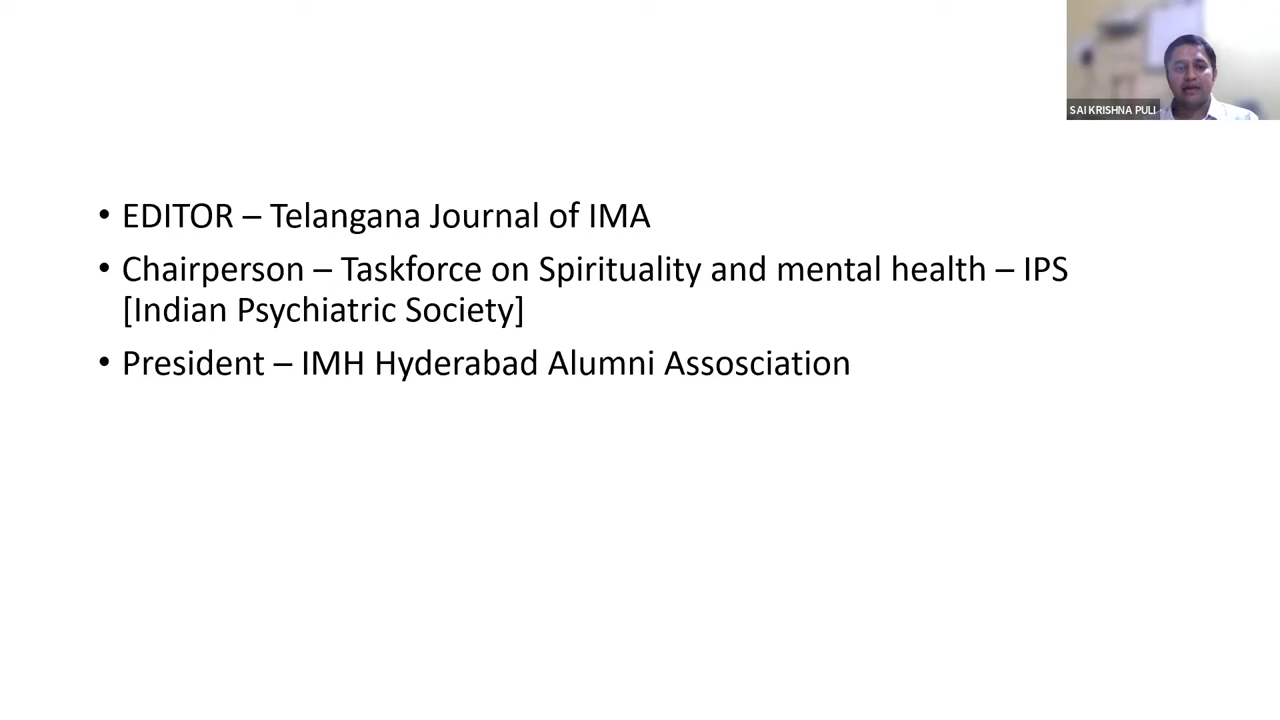 SAI KRISHNA PULI
• EDITOR – Telangana Journal of IMA
• Chairperson – Taskforce on Spirituality and mental health – IPS
[Indian Psychiatric Society]
• President – IMH Hyderabad Alumni Assosciation